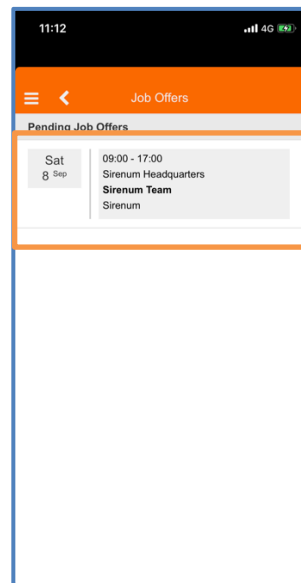 11:12
4G
Job Offers
Pending Job Offers
Sat
8 Sep
09:00 - 17:00
Sirenum Headquarters
Sirenum Team
Sirenum